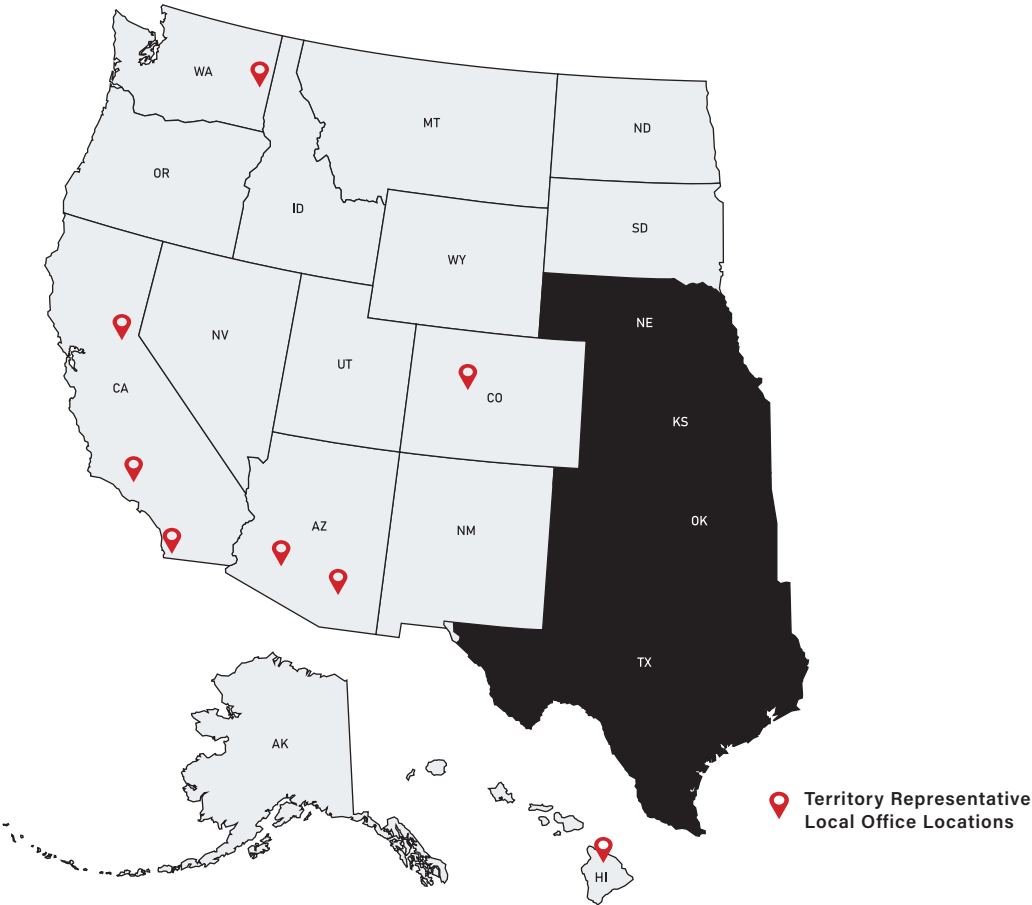 WA
MT
ND
OR
ID
SD
WY
NE
NV
UT
CO
CA
KS
OK
AZ
NM
TX
AK
Territory Representative
Local Office Locations
HI